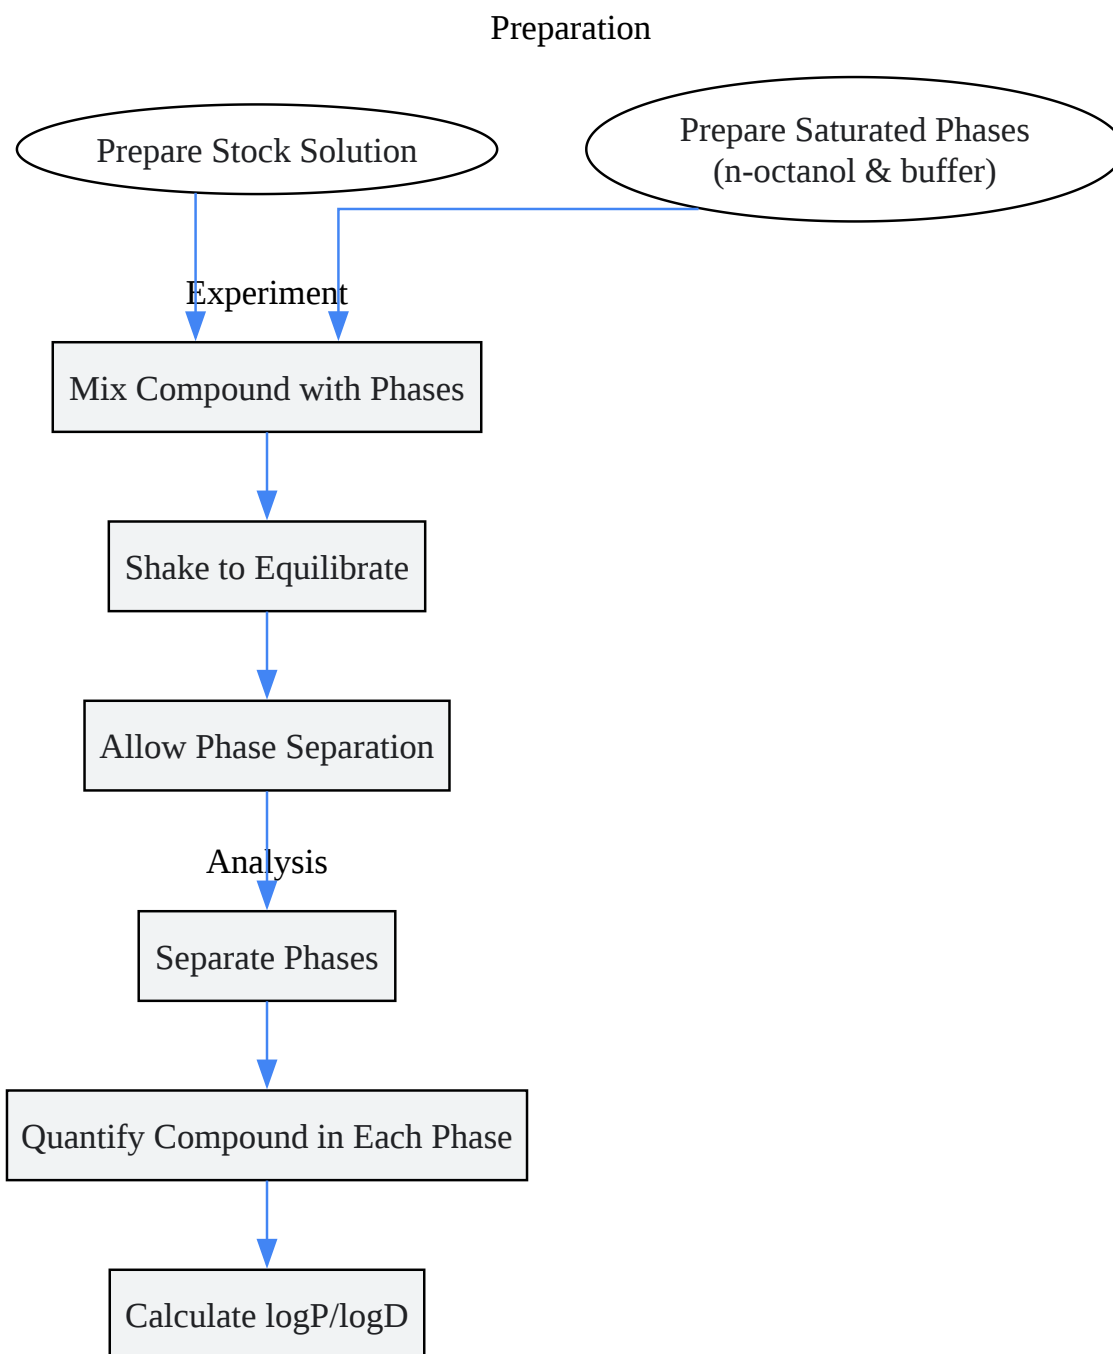 Preparation
Prepare Stock Solution
Prepare Saturated Phases
(n-octanol & buffer)
Experiment
Mix Compound with Phases
Shake to Equilibrate
Allow Phase Separation
Analysis
Separate Phases
Quantify Compound in Each Phase
Calculate logP/logD